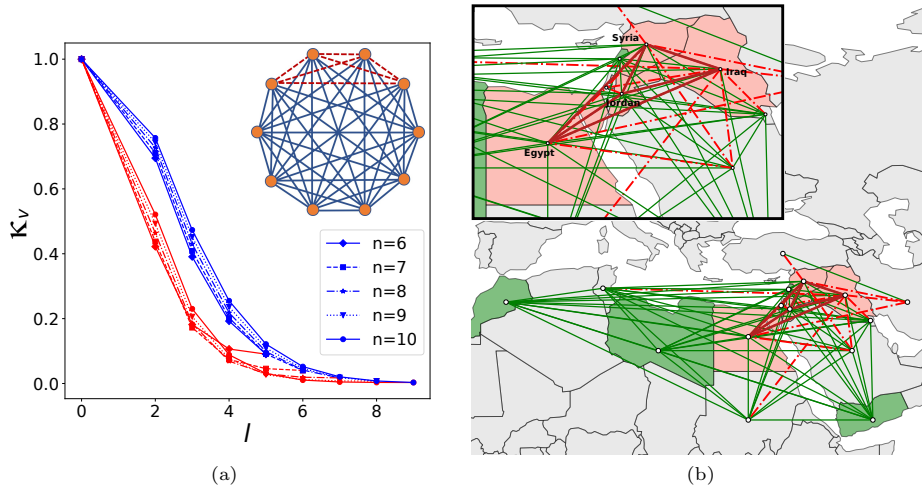 1.0
0.8
0.6
0.4
0.2
0.0
κ_v
0 2 4 6 8
l
n=6
n=7
n=8
n=9
n=10
(a)
Syria
Iraq
Jordan
Egypt
(b)